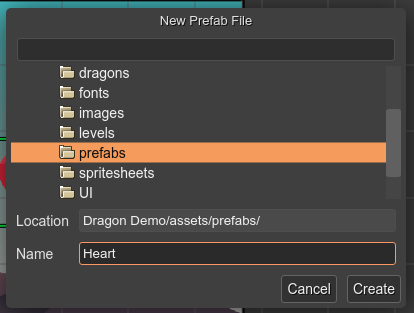 New Prefab File
dragons
fonts
images
levels
prefabs
spritesheets
UI
Location Dragon Demo/assets/prefabs/
Name Heart
Cancel Create